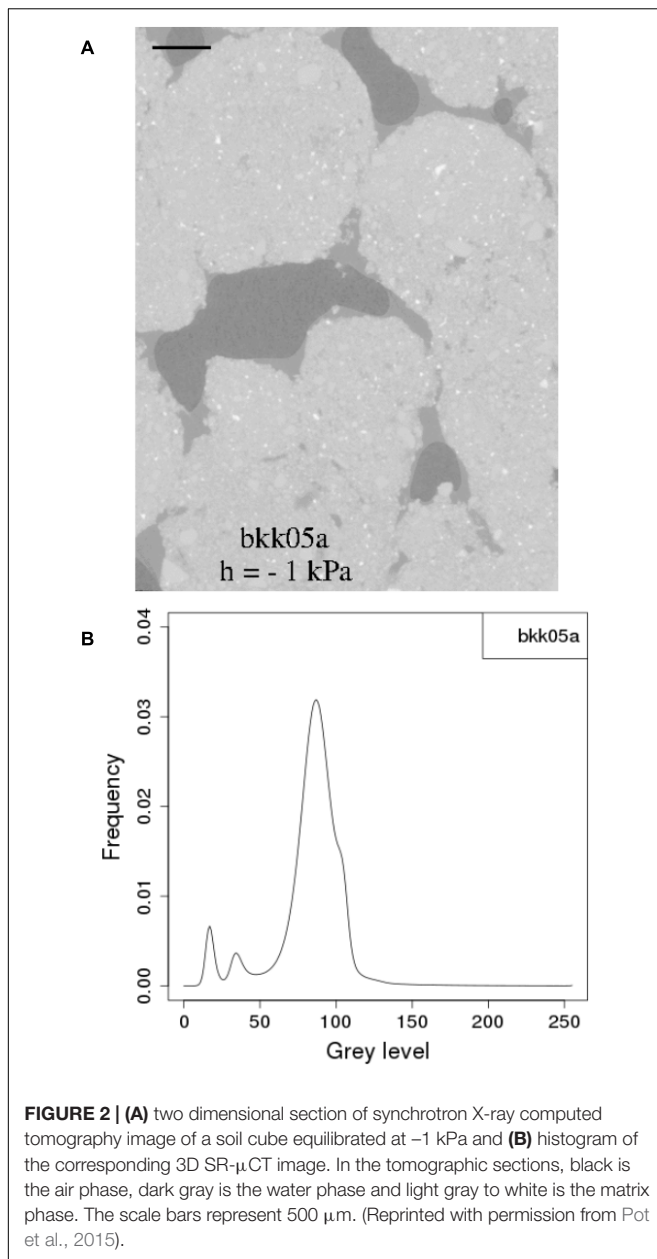 A
bkk05a
h = - 1 kPa
B
bkk05a
0.04
0.03
0.02
0.01
0.00
Frequency
0 50 100 150 200 250
Grey level
FIGURE 2 | (A) two dimensional section of synchrotron X-ray computed
tomography image of a soil cube equilibrated at –1 kPa and (B) histogram of
the corresponding 3D SR-μCT image. In the tomographic sections, black is
the air phase, dark gray is the water phase and light gray to white is the matrix
phase. The scale bars represent 500 μm. (Reprinted with permission from Pot
et al., 2015).